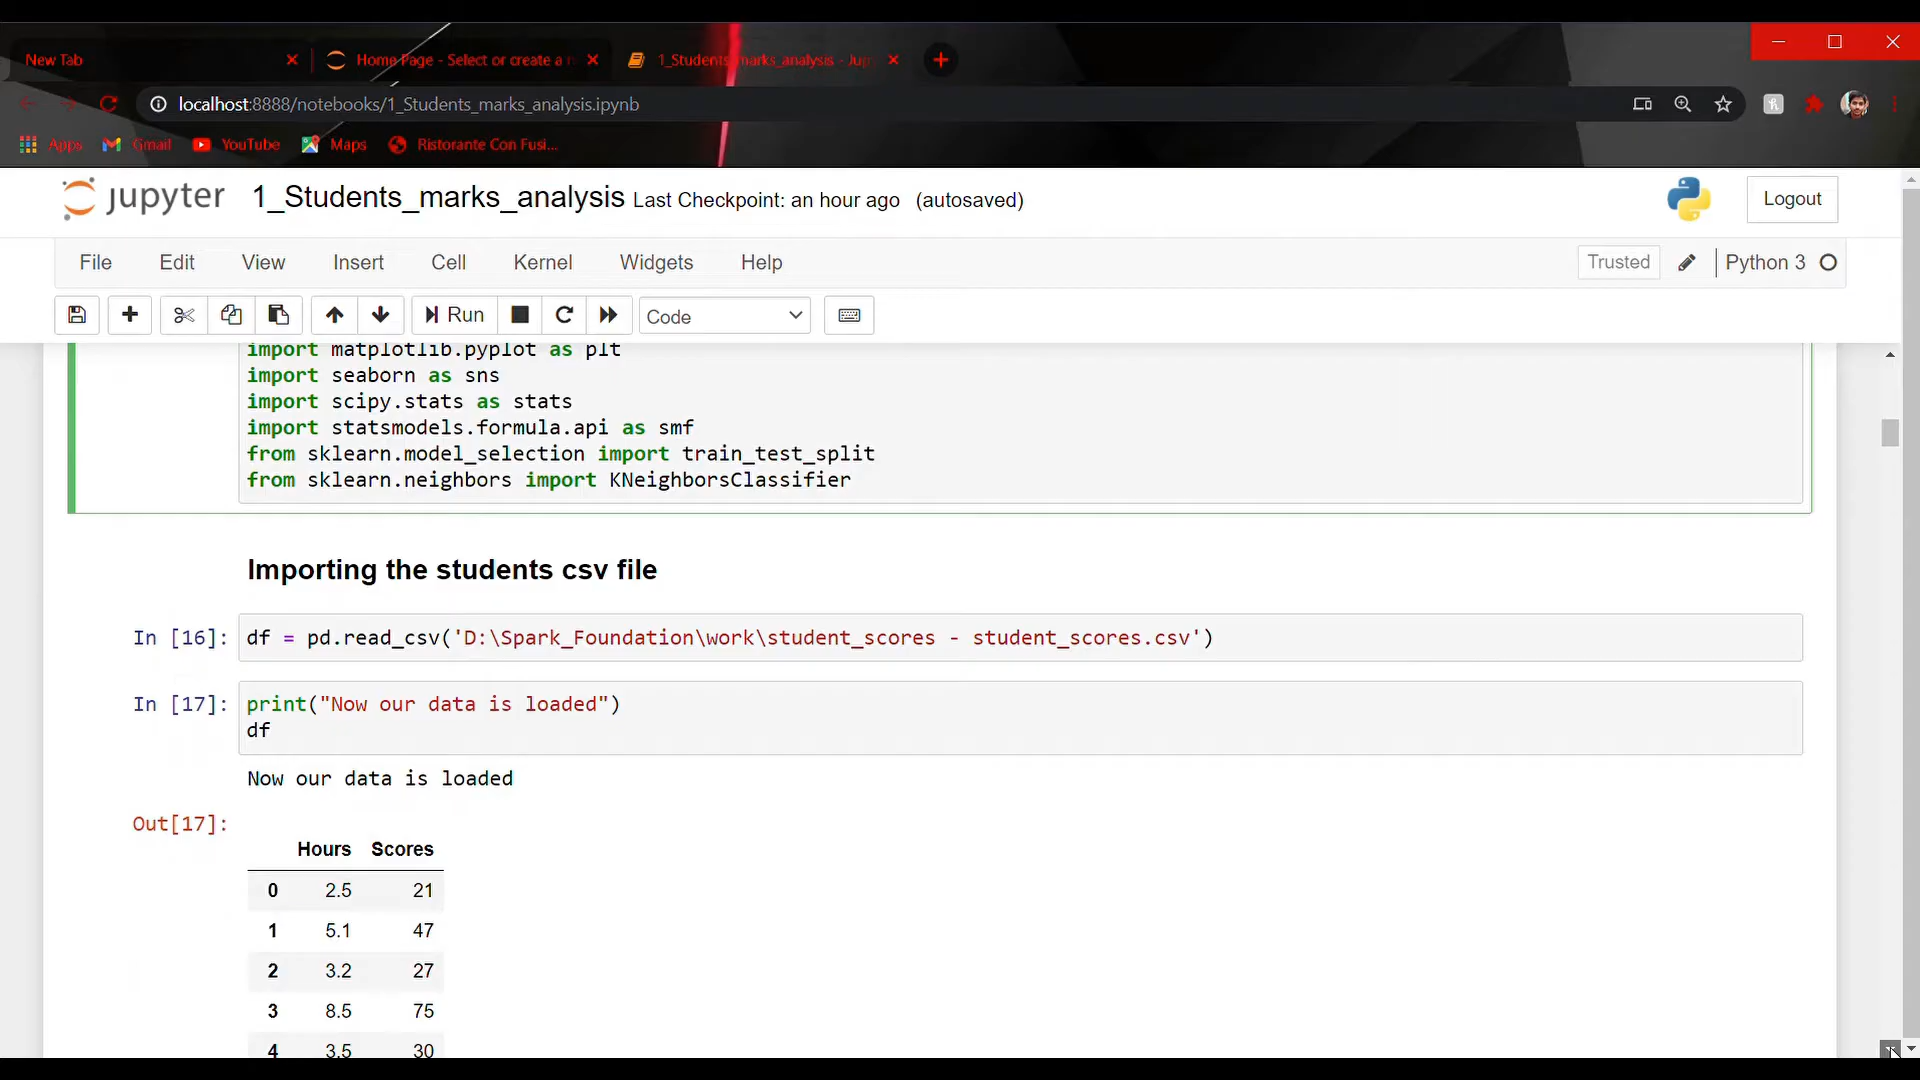 New Tab
Home Page - Select or create a n
1_Students_marks_analysis - Jup
localhost:8888/notebooks/1_Students_marks_analysis.ipynb
Apps
Gmail
YouTube
Maps
Ristorante Con Fusi...
jupyter
1_Students_marks_analysis Last Checkpoint: an hour ago (autosaved)
Logout
File Edit View Insert Cell Kernel Widgets Help
Trusted
Python 3
Run
Code
import matplotlib.pyplot as plt
import seaborn as sns
import scipy.stats as stats
import statsmodels.formula.api as smf
from sklearn.model_selection import train_test_split
from sklearn.neighbors import KNeighborsClassifier
Importing the students csv file
In [16]: df = pd.read_csv('D:\Spark_Foundation\work\student_scores - student_scores.csv')
In [17]: print("Now our data is loaded")
df
Now our data is loaded
Out[17]:
Hours Scores
0 2.5 21
1 5.1 47
2 3.2 27
3 8.5 75
4 3.5 30